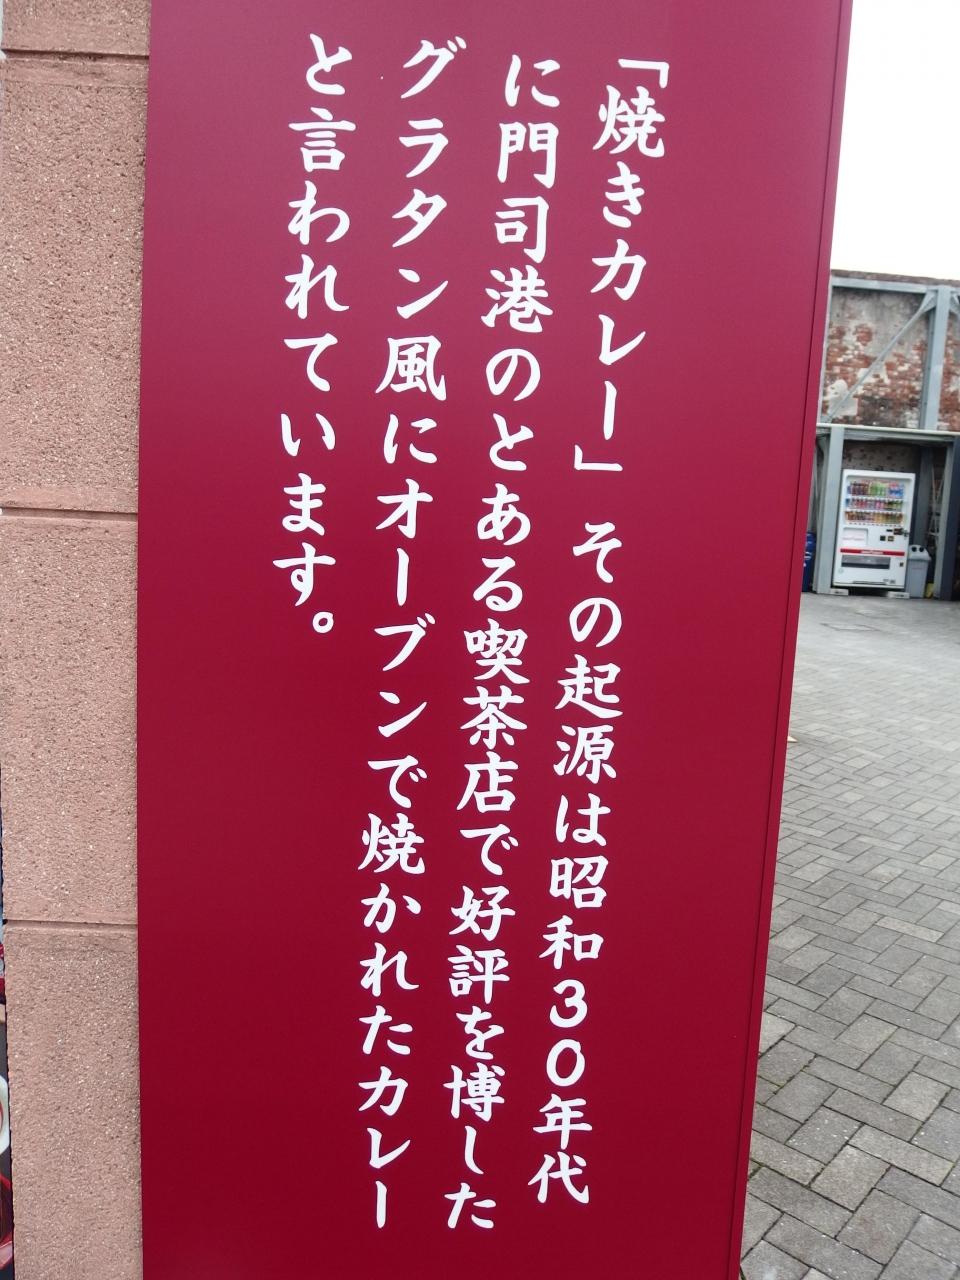 「焼きカレー」その起源は昭和30年代
に門司港のとある喫茶店で好評を博した
グラタン風にオーブンで焼かれたカレー
と言われています。